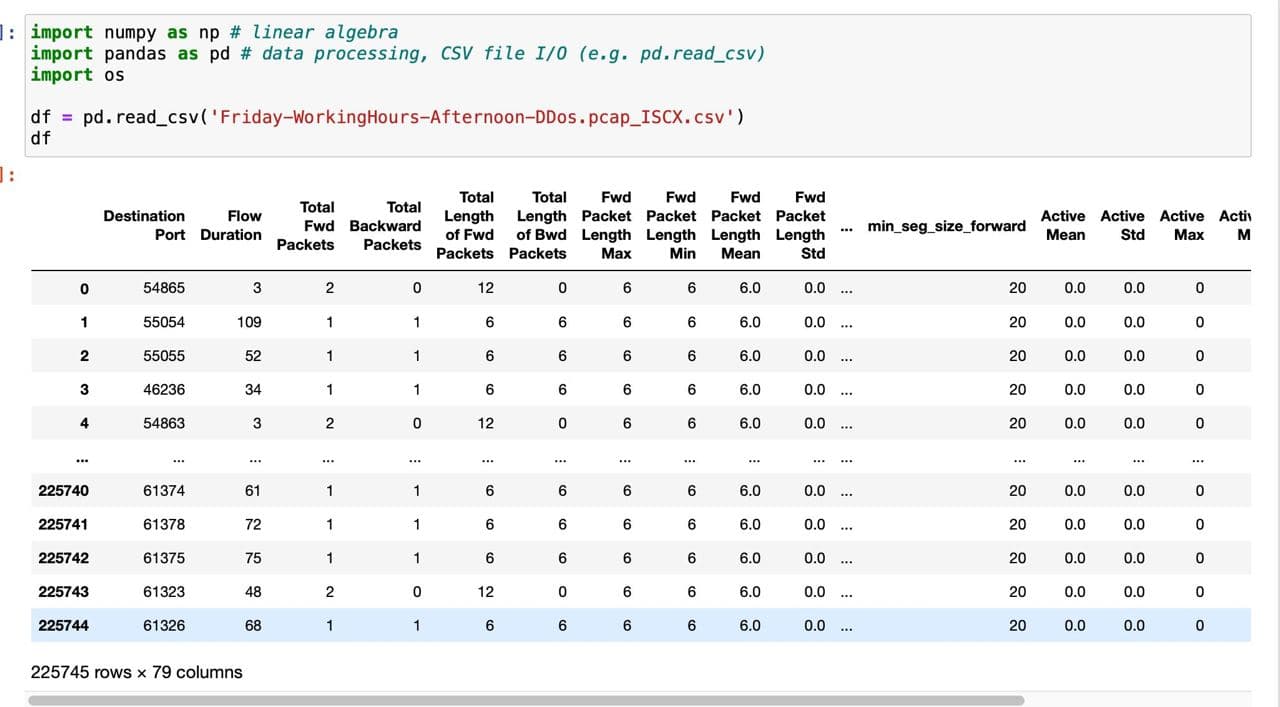 ]: import numpy as np # linear algebra
import pandas as pd # data processing, CSV file I/O (e.g. pd.read_csv)
import os
df = pd.read_csv('Friday-WorkingHours-Afternoon-DDos.pcap_ISCX.csv')
df
]:
Destination Port Flow Duration Total Fwd Packets Total Backward Packets Total Length of Fwd Packets Total Length of Bwd Packets Fwd Packet Length Max Fwd Packet Length Min Fwd Packet Length Mean Fwd Packet Length Std ... min_seg_size_forward Active Mean Active Std Active Max Activ M
0 54865 3 2 0 12 0 6 6 6.0 0.0 ... 20 0.0 0.0 0
1 55054 109 1 1 6 6 6 6 6.0 0.0 ... 20 0.0 0.0 0
2 55055 52 1 1 6 6 6 6 6.0 0.0 ... 20 0.0 0.0 0
3 46236 34 1 1 6 6 6 6 6.0 0.0 ... 20 0.0 0.0 0
4 54863 3 2 0 12 0 6 6 6.0 0.0 ... 20 0.0 0.0 0
... ... ... ... ... ... ... ... ... ... ... ... ... ... ... ...
225740 61374 61 1 1 6 6 6 6 6.0 0.0 ... 20 0.0 0.0 0
225741 61378 72 1 1 6 6 6 6 6.0 0.0 ... 20 0.0 0.0 0
225742 61375 75 1 1 6 6 6 6 6.0 0.0 ... 20 0.0 0.0 0
225743 61323 48 2 0 12 0 6 6 6.0 0.0 ... 20 0.0 0.0 0
225744 61326 68 1 1 6 6 6 6 6.0 0.0 ... 20 0.0 0.0 0
225745 rows × 79 columns